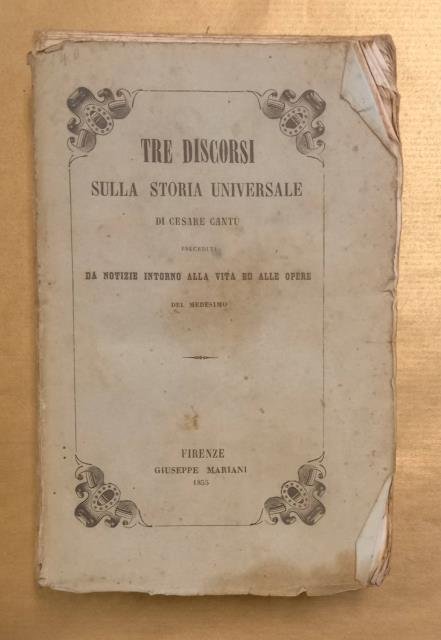 TRE DISCORSI
SULLA STORIA UNIVERSALE
DI CESARE CANTÙ
PRECEDUTI
DA NOTIZIE INTORNO ALLA VITA ED ALLE OPERE
DEL MEDESIMO
FIRENZE
GIUSEPPE MARIANI
1855